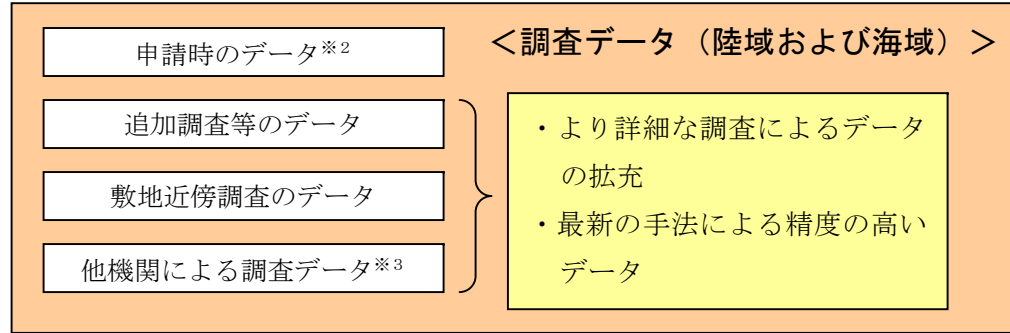 ＜調査データ（陸域および海域）＞
申請時のデータ※2
追加調査等のデータ
敷地近傍調査のデータ
他機関による調査データ※3
・より詳細な調査によるデータ
の拡充
・最新の手法による精度の高い
データ